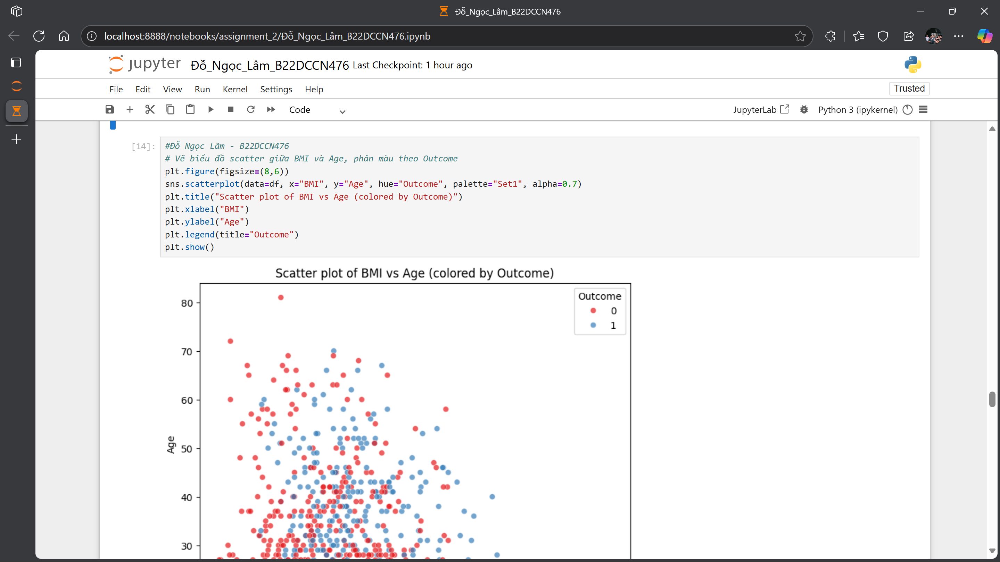 Đỗ_Ngọc_Lâm_B22DCCN476
localhost:8888/notebooks/assignment_2/Đỗ_Ngọc_Lâm_B22DCCN476.ipynb
jupyter Đỗ_Ngọc_Lâm_B22DCCN476 Last Checkpoint: 1 hour ago
File Edit View Run Kernel Settings Help Trusted
Code JupyterLab Python 3 (ipykernel)
[14]: #Đỗ Ngọc Lâm - B22DCCN476
# Vẽ biểu đồ scatter giữa BMI và Age, phân màu theo Outcome
plt.figure(figsize=(8,6))
sns.scatterplot(data=df, x="BMI", y="Age", hue="Outcome", palette="Set1", alpha=0.7)
plt.title("Scatter plot of BMI vs Age (colored by Outcome)")
plt.xlabel("BMI")
plt.ylabel("Age")
plt.legend(title="Outcome")
plt.show()
Scatter plot of BMI vs Age (colored by Outcome)
Outcome
0
1
80
70
60
50
40
30
Age